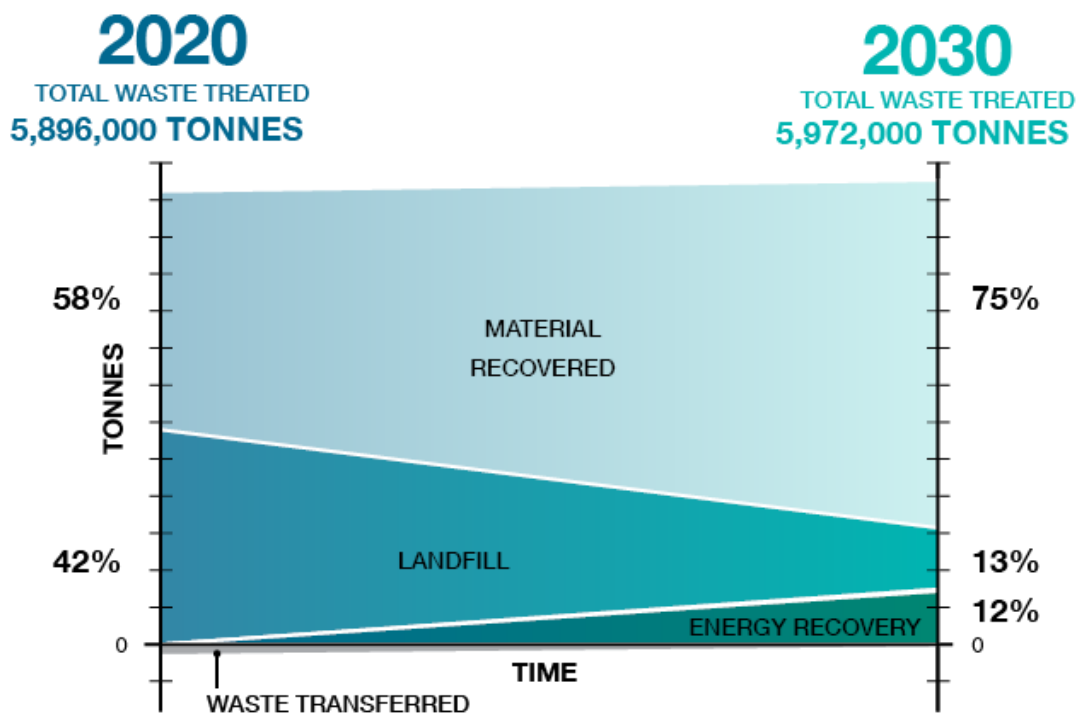 2020
TOTAL WASTE TREATED
5,896,000 TONNES
2030
TOTAL WASTE TREATED
5,972,000 TONNES
58%
75%
MATERIAL
RECOVERED
TONNES
42%
LANDFILL
13%
12%
ENERGY RECOVERY
0
0
TIME
WASTE TRANSFERRED